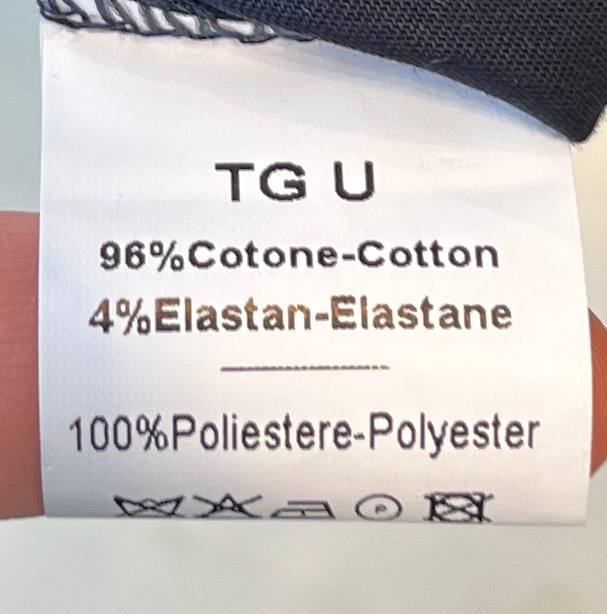 TG U
96%Cotone-Cotton
4%Elastan-Elastane
100%Poliestere-Polyester
P